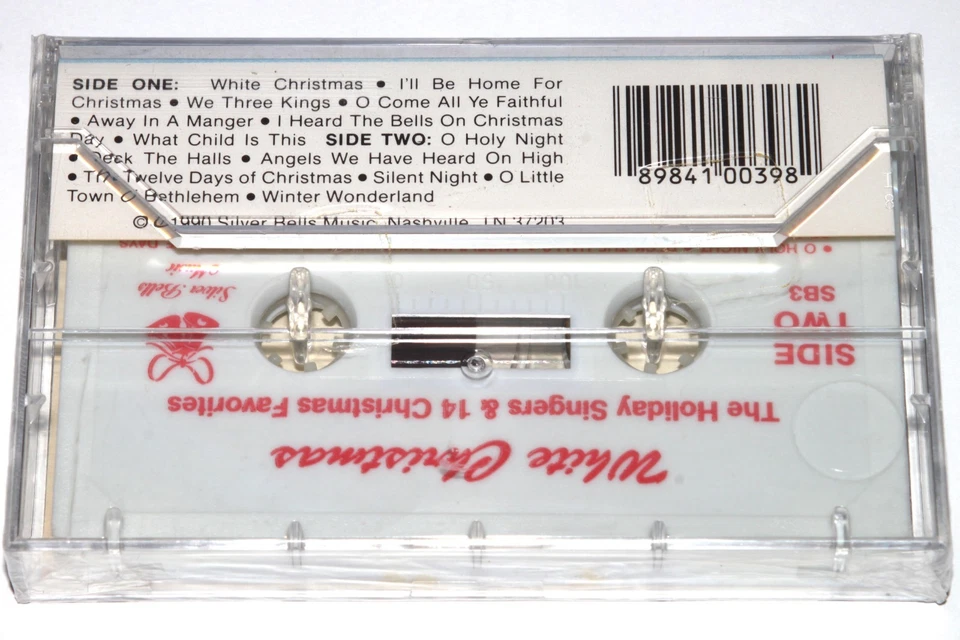 SIDE ONE: White Christmas • I'll Be Home For
Christmas • We Three Kings • O Come All Ye Faithful
• Away In A Manger • I Heard The Bells On Christmas
Day • What Child Is This SIDE TWO: O Holy Night
• Deck The Halls • Angels We Have Heard On High
• The Twelve Days of Christmas • Silent Night • O Little
Town O Bethlehem • Winter Wonderland
1990 Silver Bells Music, Nashville, TN 37203
89841 00398
• O HOLY NIGHT
DAYS
Silver Bells
Music
SB3
SIDE TWO
The Holiday Singers & 14 Christmas Favorites
White Christmas